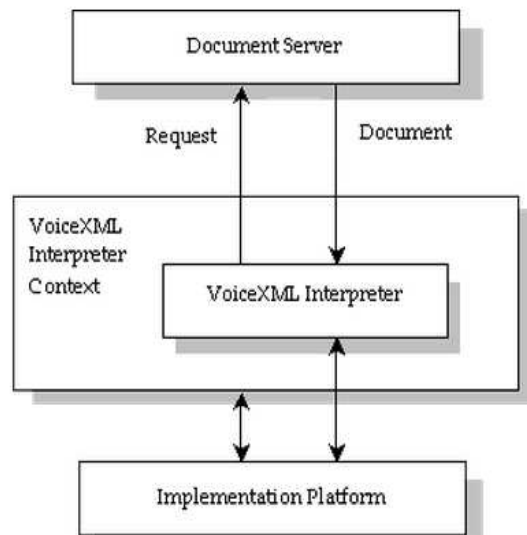 Document Server
Request
Document
VoiceXML
Interpreter
Context
VoiceXML Interpreter
Implementation Platform